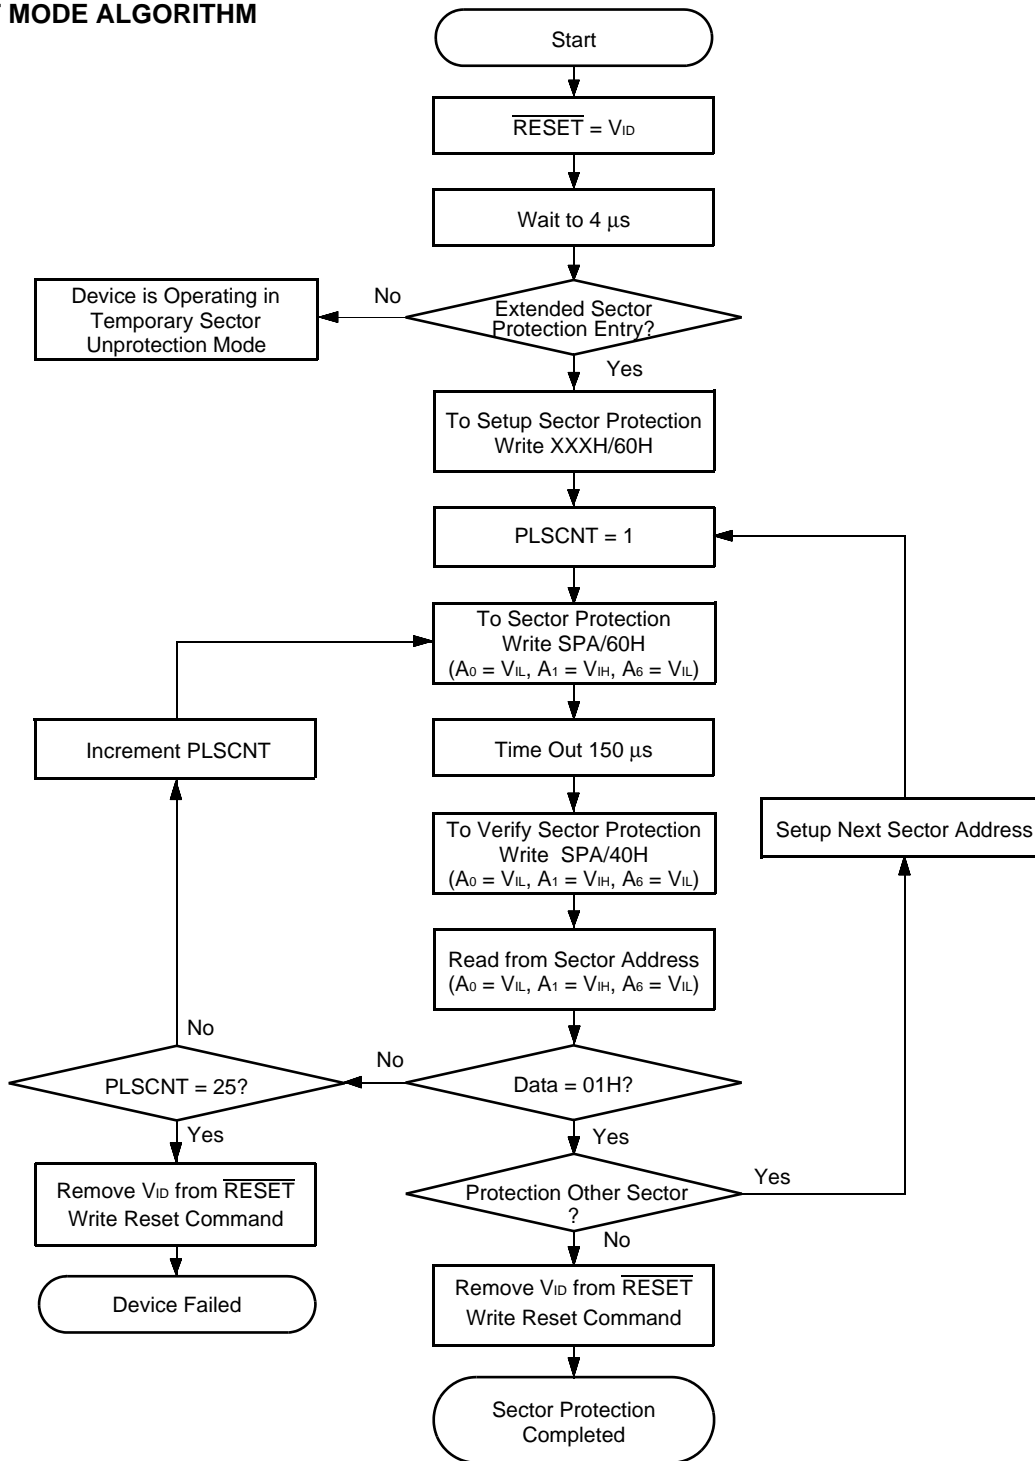 MODE ALGORITHM
Start
RESET = VID
Wait to 4 μs
Device is Operating in
Temporary Sector
Unprotection Mode
No
Extended Sector
Protection Entry?
Yes
To Setup Sector Protection
Write XXXH/60H
PLSCNT = 1
To Sector Protection
Write SPA/60H
(A0 = VIL, A1 = VIH, A6 = VIL)
Increment PLSCNT
Time Out 150 μs
To Verify Sector Protection
Write SPA/40H
(A0 = VIL, A1 = VIH, A6 = VIL)
Setup Next Sector Address
Read from Sector Address
(A0 = VIL, A1 = VIH, A6 = VIL)
No
PLSCNT = 25?
No
Data = 01H?
Yes
Yes
Protection Other Sector
?
Yes
No
Remove VID from RESET
Write Reset Command
Device Failed
Remove VID from RESET
Write Reset Command
Sector Protection
Completed